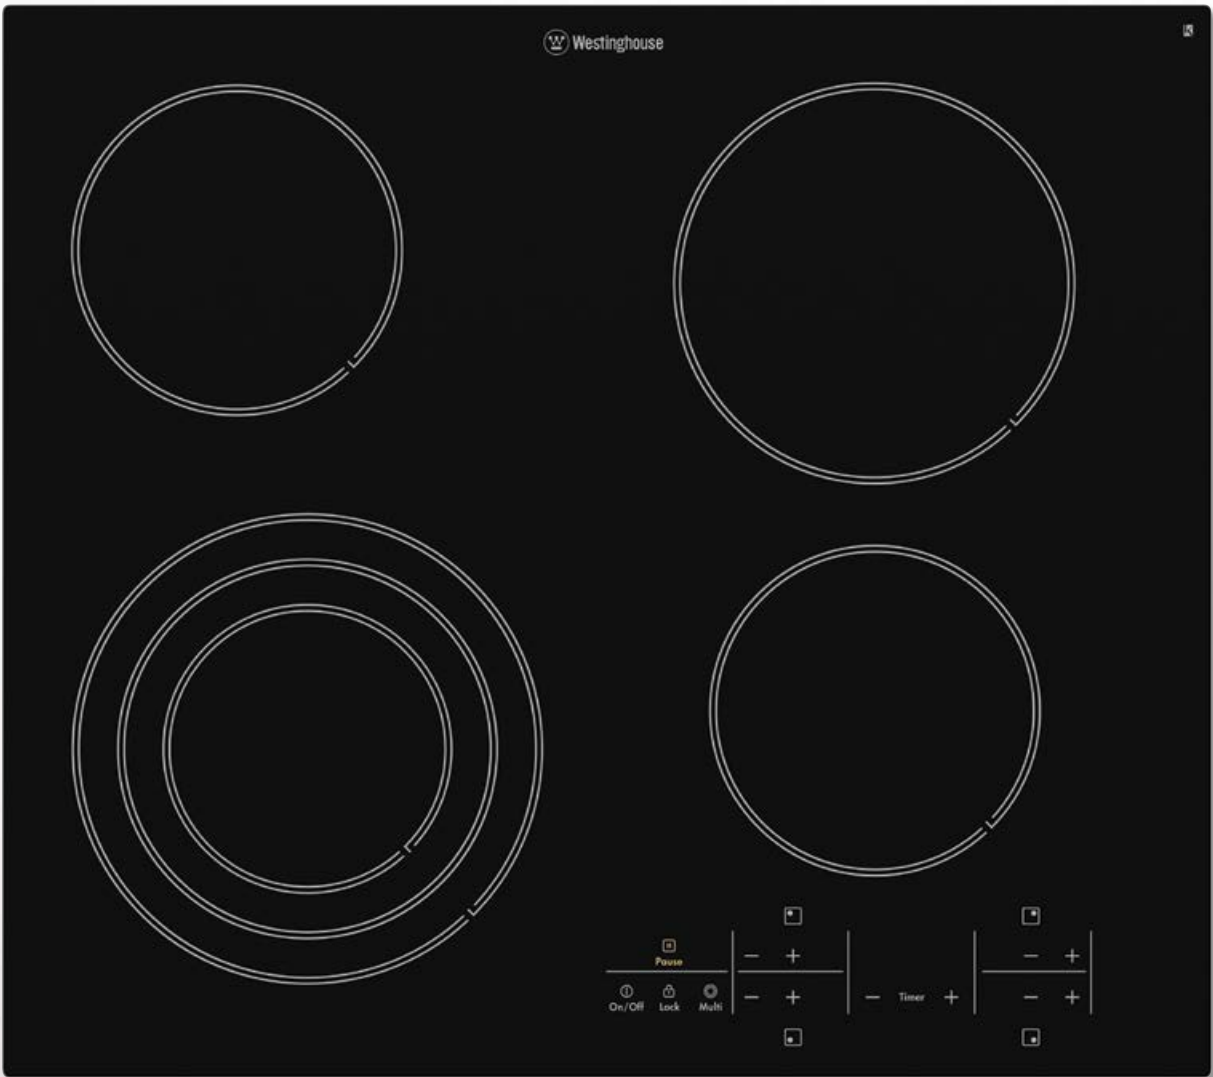 Westinghouse
Pause
On/Off Lock Multi
− +
− +
− Timer +
− +
− +